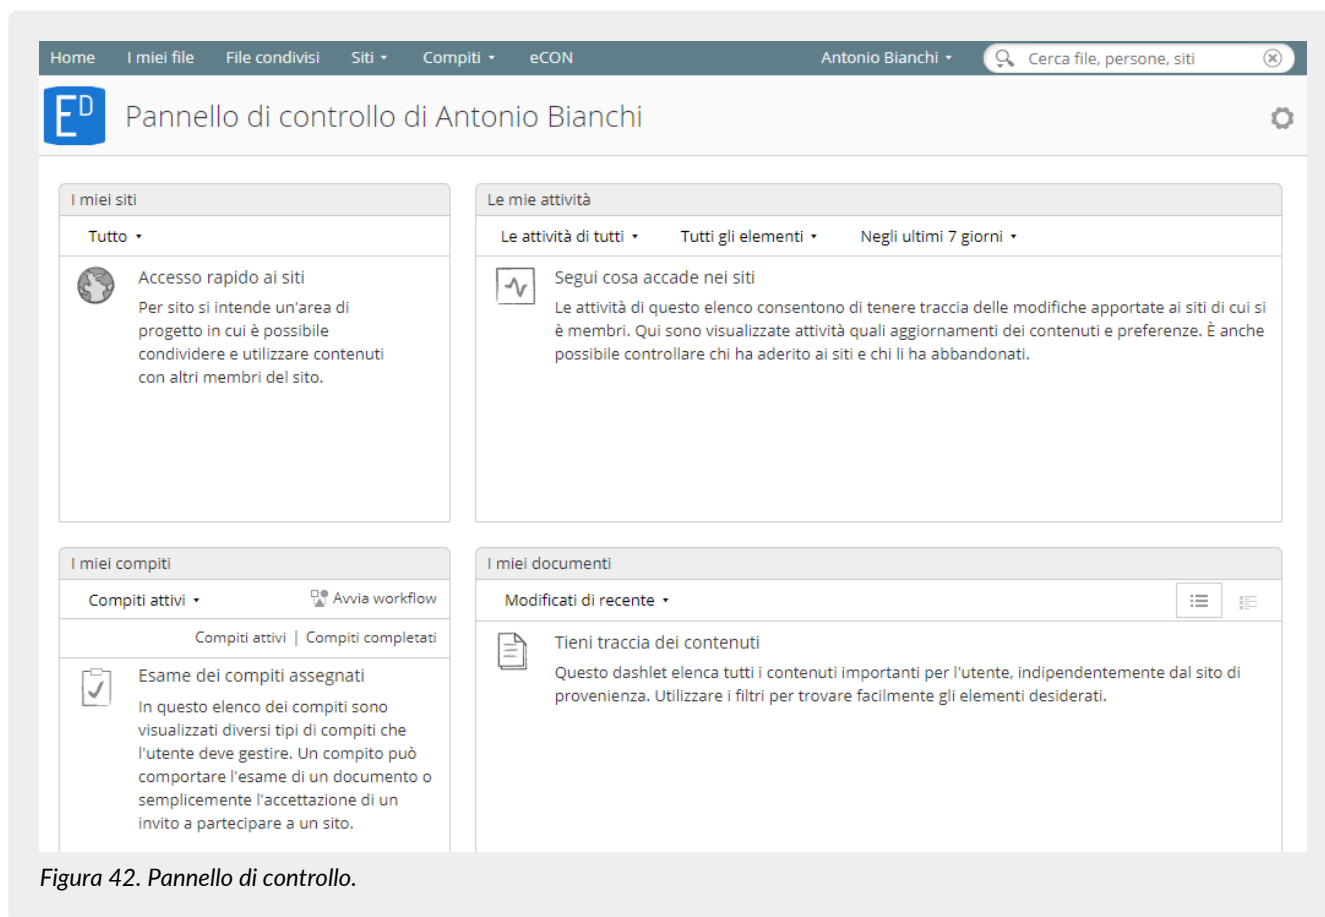 Home I miei file File condivisi Siti Compiti eCON Antonio Bianchi Cerca file, persone, siti
ED Pannello di controllo di Antonio Bianchi
I miei siti
Tutto
Accesso rapido ai siti
Per sito si intende un'area di
progetto in cui è possibile
condividere e utilizzare contenuti
con altri membri del sito.
Le mie attività
Le attività di tutti Tutti gli elementi Negli ultimi 7 giorni
Segui cosa accade nei siti
Le attività di questo elenco consentono di tenere traccia delle modifiche apportate ai siti di cui si
è membri. Qui sono visualizzate attività quali aggiornamenti dei contenuti e preferenze. È anche
possibile controllare chi ha aderito ai siti e chi li ha abbandonati.
I miei compiti
Compiti attivi Avvia workflow
Compiti attivi | Compiti completati
Esame dei compiti assegnati
In questo elenco dei compiti sono
visualizzati diversi tipi di compiti che
l'utente deve gestire. Un compito può
comportare l'esame di un documento o
semplicemente l'accettazione di un
invito a partecipare a un sito.
I miei documenti
Modificati di recente
Tieni traccia dei contenuti
Questo dashlet elenca tutti i contenuti importanti per l'utente, indipendentemente dal sito di
provenienza. Utilizzare i filtri per trovare facilmente gli elementi desiderati.
Figura 42. Pannello di controllo.